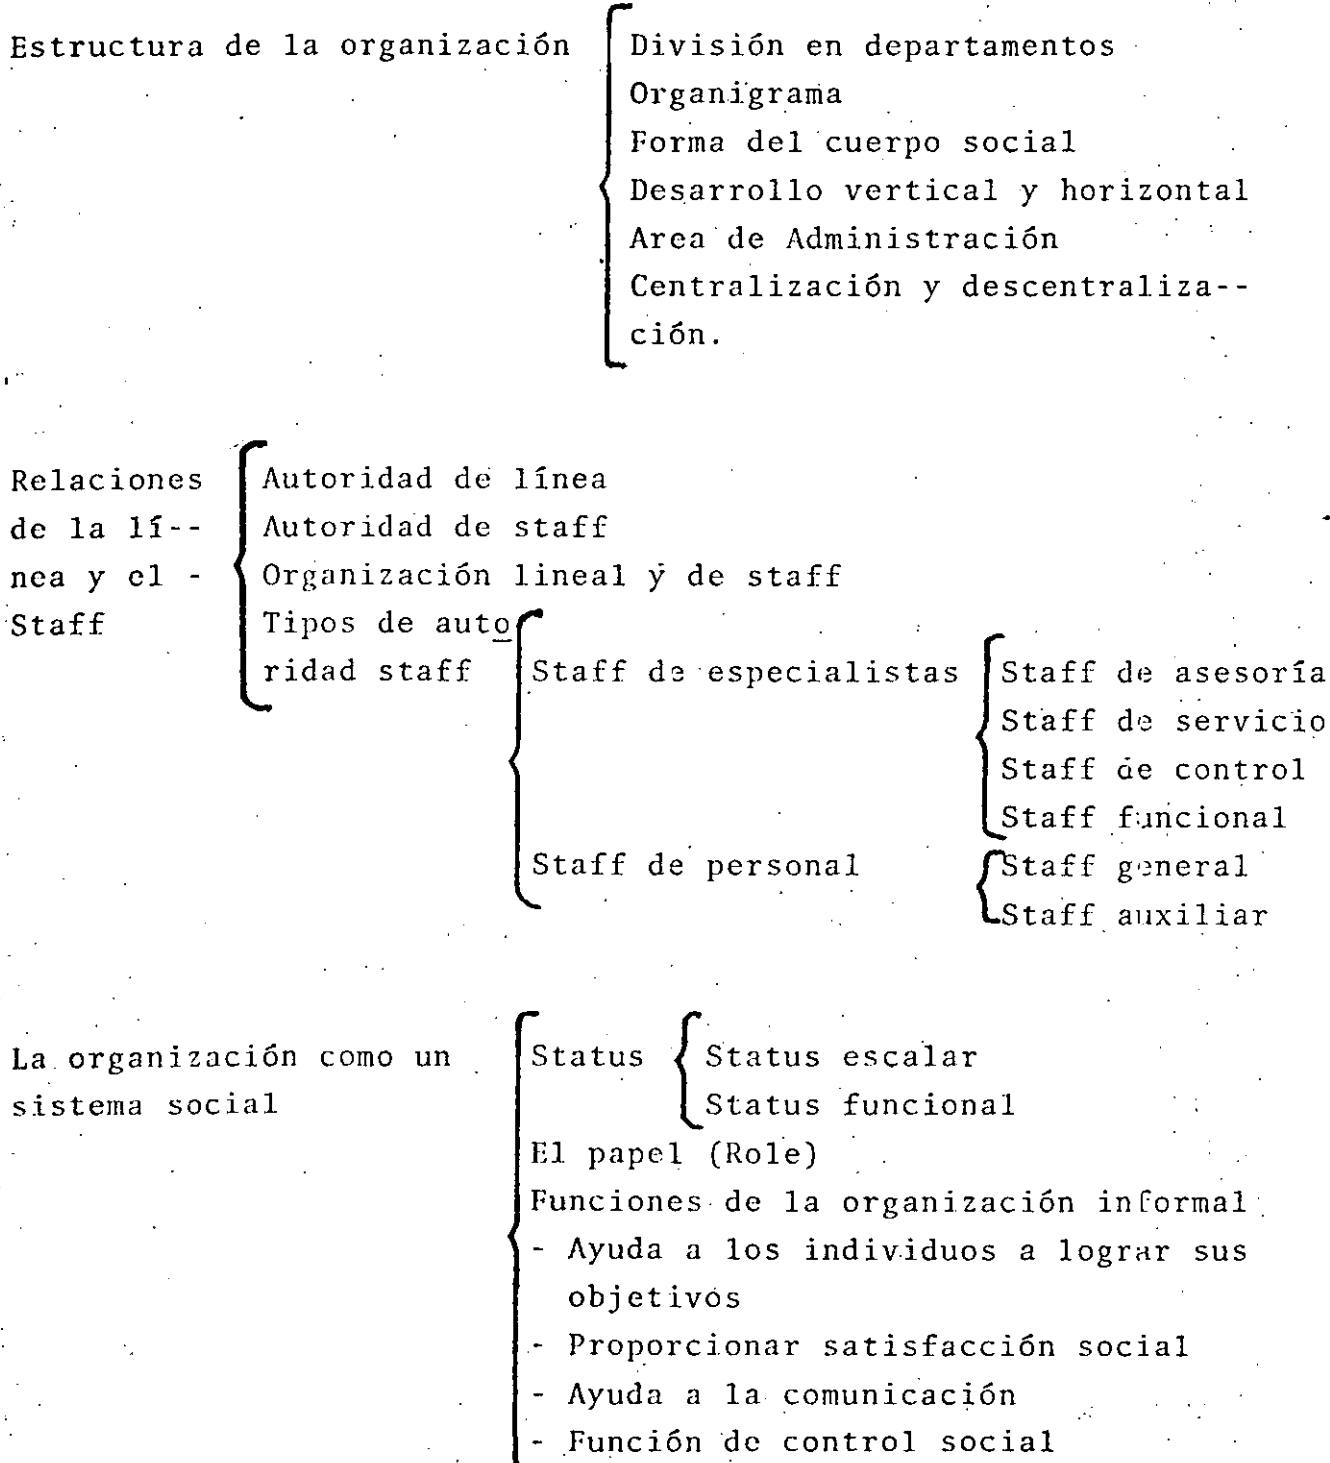 Estructura de la organización
División en departamentos
Organigrama
Forma del cuerpo social
Desarrollo vertical y horizontal
Area de Administración
Centralización y descentraliza--
ción.
Relaciones
de la lí--
nea y el -
Staff
Autoridad de línea
Autoridad de staff
Organización lineal y de staff
Tipos de auto
ridad staff
Staff de especialistas
Staff de asesoría
Staff de servicio
Staff de control
Staff funcional
Staff de personal
Staff general
Staff auxiliar
La organización como un
sistema social
Status
Status escalar
Status funcional
El papel (Role)
Funciones de la organización informal
- Ayuda a los individuos a lograr sus
objetivos
- Proporcionar satisfacción social
- Ayuda a la comunicación
- Función de control social